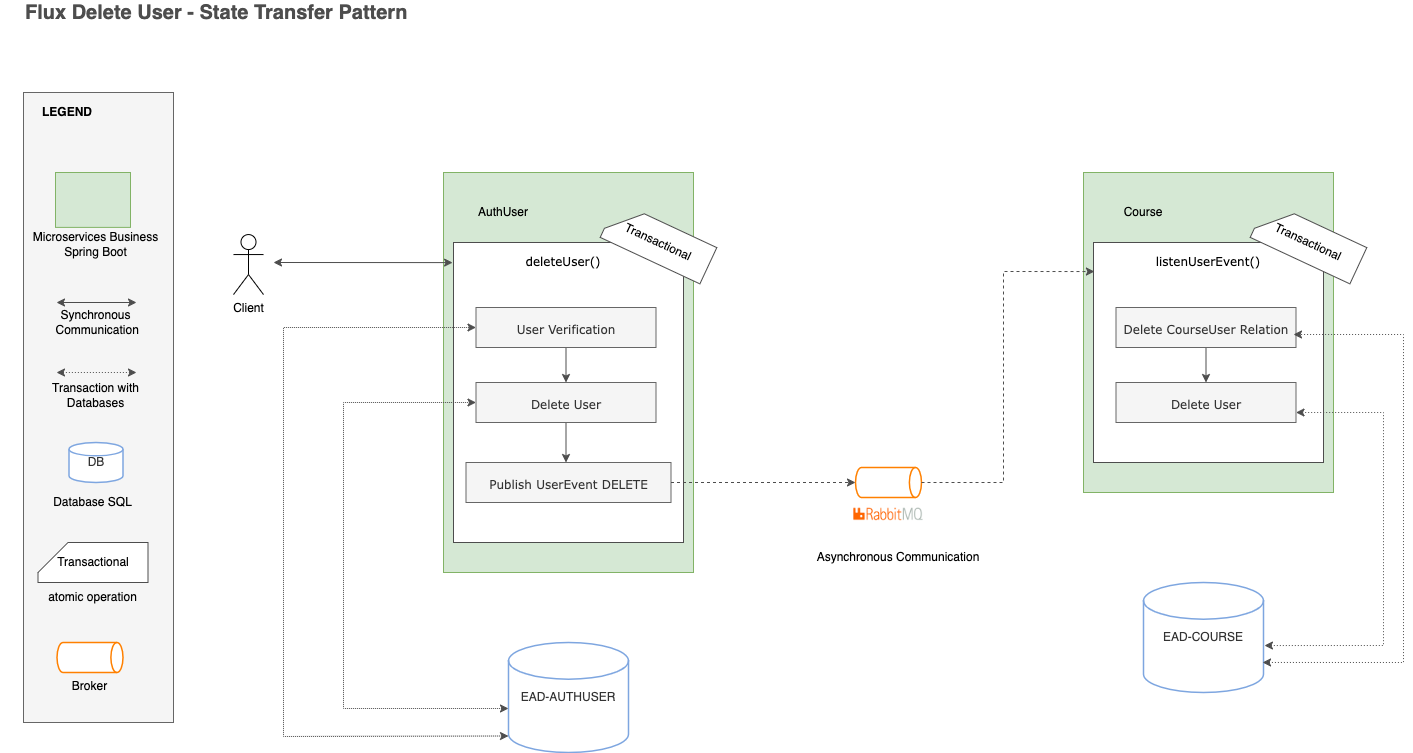 Flux Delete User - State Transfer Pattern
LEGEND
Microservices Business
Spring Boot
Synchronous
Communication
Transaction with
Databases
DB
Database SQL
Transactional
atomic operation
Broker
Client
AuthUser
Transactional
deleteUser()
User Verification
Delete User
Publish UserEvent DELETE
EAD-AUTHUSER
RabbitMQ
Asynchronous Communication
Course
Transactional
listenUserEvent()
Delete CourseUser Relation
Delete User
EAD-COURSE